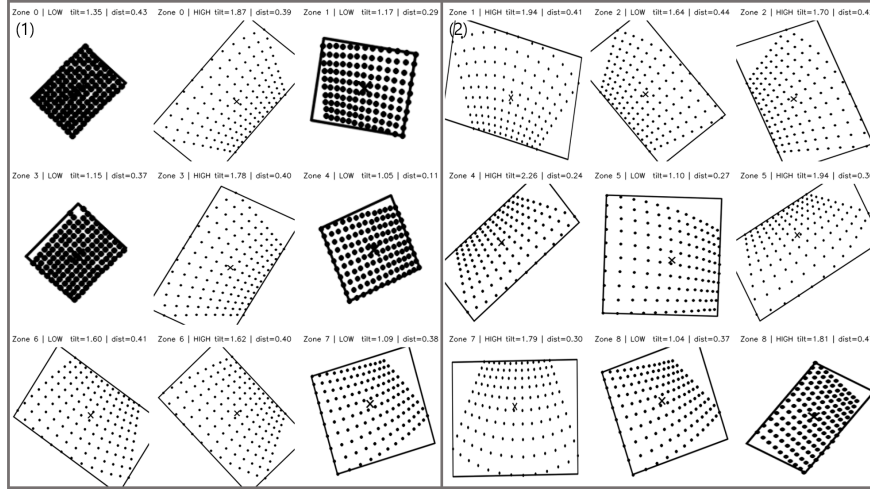 Zone 0 | LOW tilt=1.35 | dist=0.43
Zone 0 | HIGH tilt=1.87 | dist=0.39
Zone 1 | LOW tilt=1.17 | dist=0.29
Zone 1 | HIGH tilt=1.94 | dist=0.41
Zone 2 | LOW tilt=1.64 | dist=0.44
Zone 2 | HIGH tilt=1.70 | dist=0.4
(1)
(2)
Zone 3 | LOW tilt=1.15 | dist=0.37
Zone 3 | HIGH tilt=1.78 | dist=0.40
Zone 4 | LOW tilt=1.05 | dist=0.11
Zone 4 | HIGH tilt=2.26 | dist=0.24
Zone 5 | LOW tilt=1.10 | dist=0.27
Zone 5 | HIGH tilt=1.94 | dist=0.3
Zone 6 | LOW tilt=1.60 | dist=0.41
Zone 6 | HIGH tilt=1.62 | dist=0.40
Zone 7 | LOW tilt=1.09 | dist=0.38
Zone 7 | HIGH tilt=1.79 | dist=0.30
Zone 8 | LOW tilt=1.04 | dist=0.37
Zone 8 | HIGH tilt=1.81 | dist=0.4